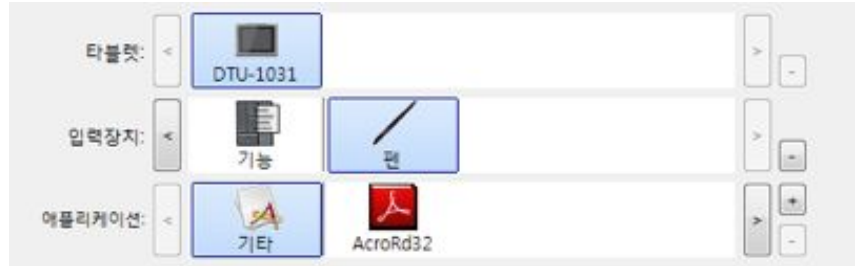 타블렛: < DTU-1031 > -
입력장치: < 기능 펜 > -
애플리케이션: < 기타 AcroRd32 > + -